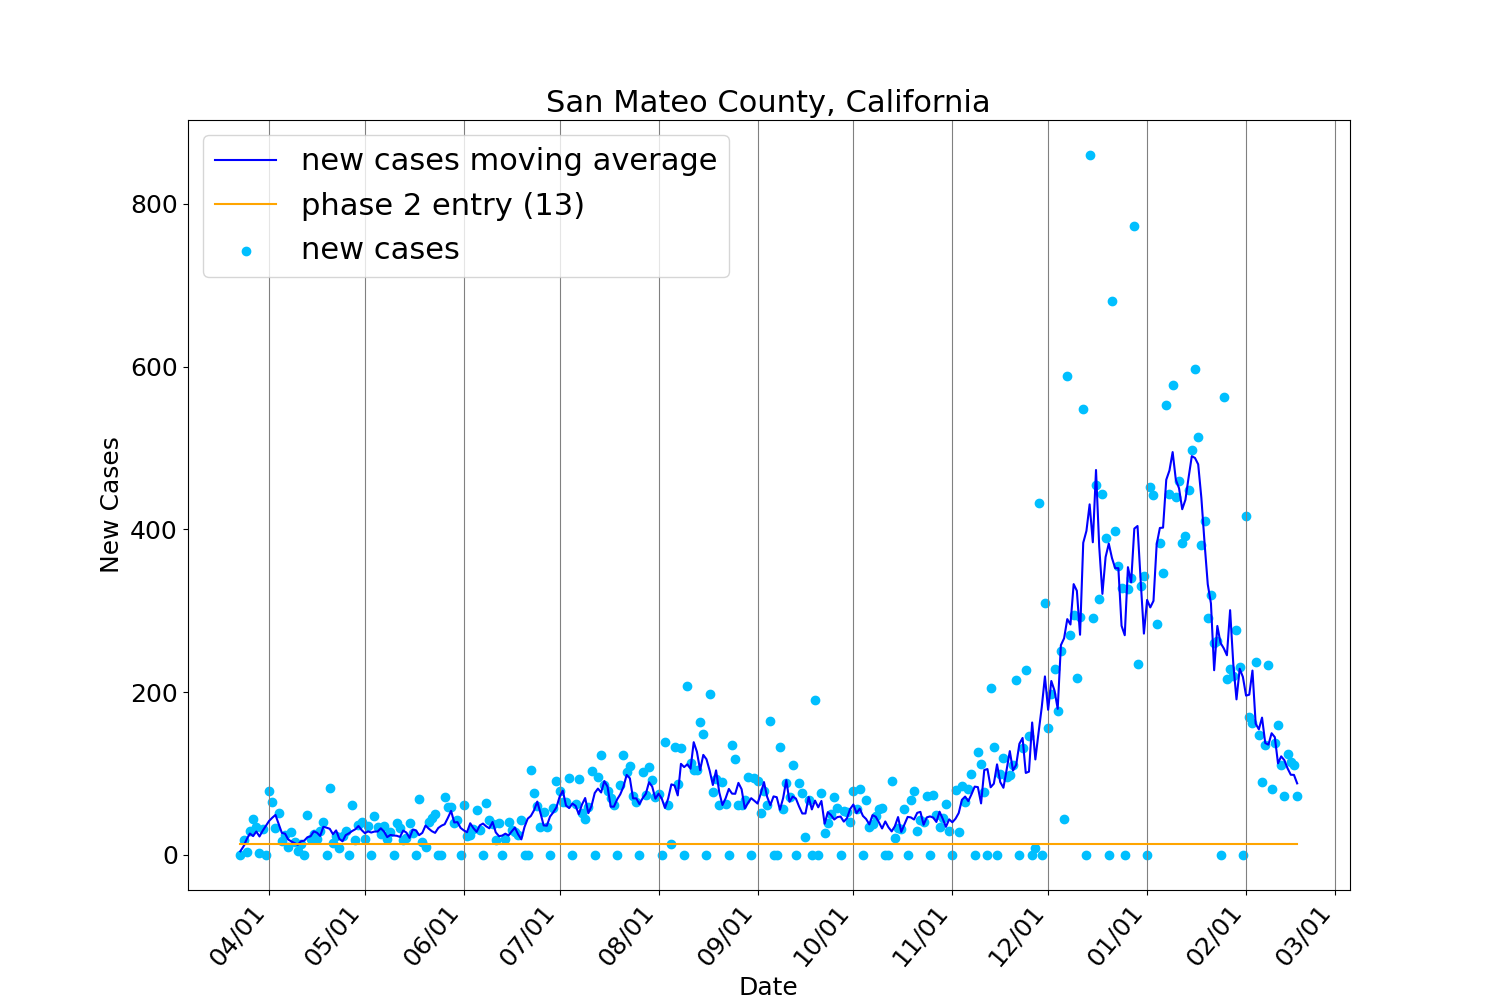 San Mateo County, California
new cases moving average
phase 2 entry (13)
new cases
New Cases
800
600
400
200
0
04/01
05/01
06/01
07/01
08/01
09/01
10/01
11/01
12/01
01/01
02/01
03/01
Date